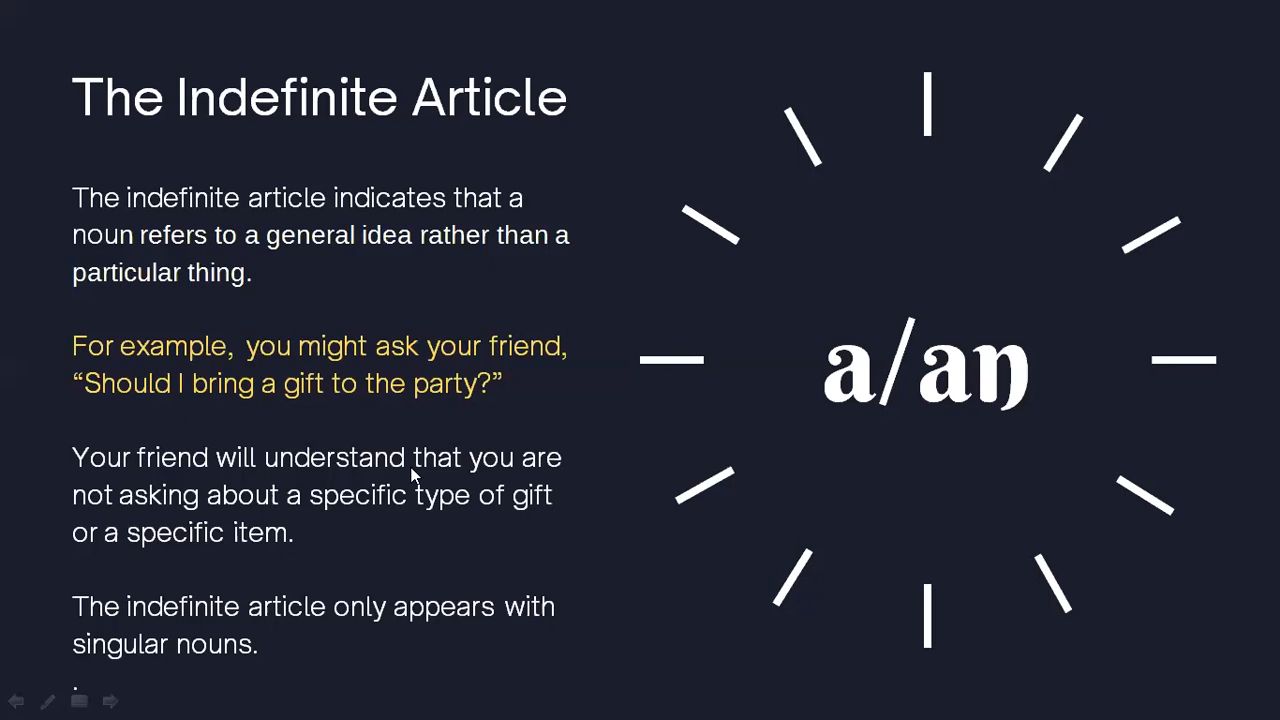 The Indefinite Article
The indefinite article indicates that a
noun refers to a general idea rather than a
particular thing.
For example, you might ask your friend,
“Should I bring a gift to the party?”
Your friend will understand that you are
not asking about a specific type of gift
or a specific item.
The indefinite article only appears with
singular nouns.
.
a/an